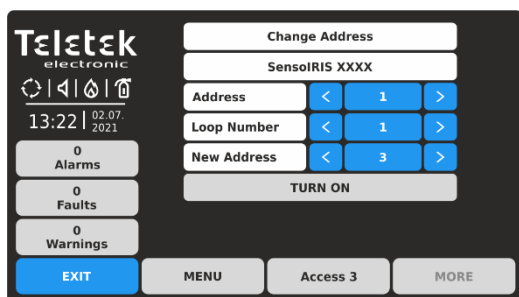 Teletek
electronic
13:22 02.07.2021
0
Alarms
0
Faults
0
Warnings
Change Address
SensoIRIS XXXX
Address < 1 >
Loop Number < 1 >
New Address < 3 >
TURN ON
EXIT MENU Access 3 MORE